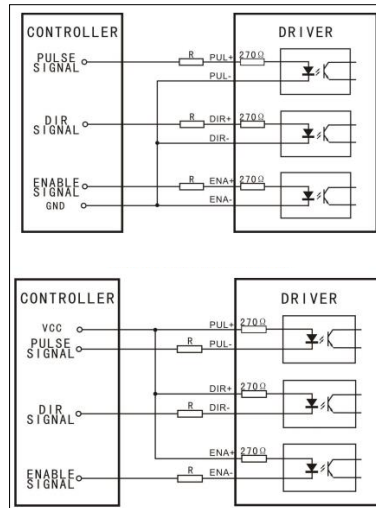 CONTROLLER DRIVER
PULSE SIGNAL R PUL+ 270Ω
PUL-
DIR SIGNAL R DIR+ 270Ω
DIR-
ENABLE SIGNAL R ENA+ 270Ω
GND ENA-
CONTROLLER DRIVER
VCC PUL+ 270Ω
PULSE SIGNAL R PUL-
DIR+ 270Ω
DIR SIGNAL R DIR-
ENA+ 270Ω
ENABLE SIGNAL R ENA-